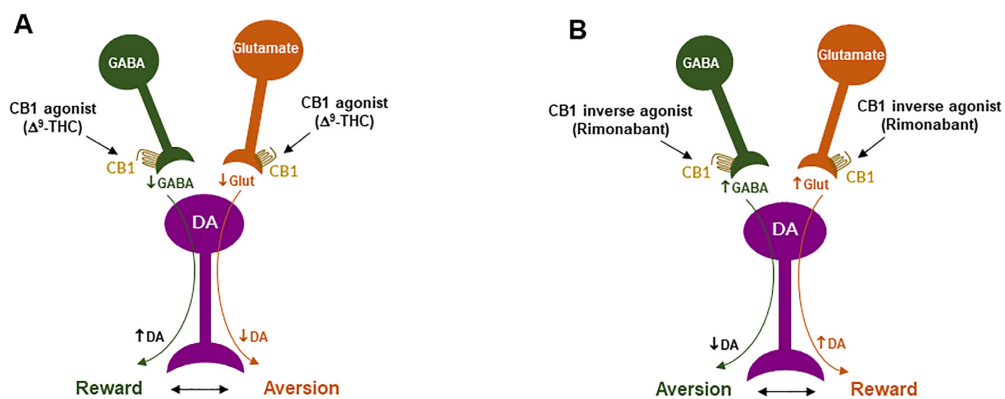 A
GABA
Glutamate
CB1 agonist
(Δ⁹-THC)
CB1 agonist
(Δ⁹-THC)
CB1
CB1
↓GABA
↓Glut
DA
↑DA
↓DA
Reward
Aversion
B
GABA
Glutamate
CB1 inverse agonist
(Rimonabant)
CB1 inverse agonist
(Rimonabant)
CB1
CB1
↑GABA
↑Glut
DA
↓DA
↑DA
Aversion
Reward